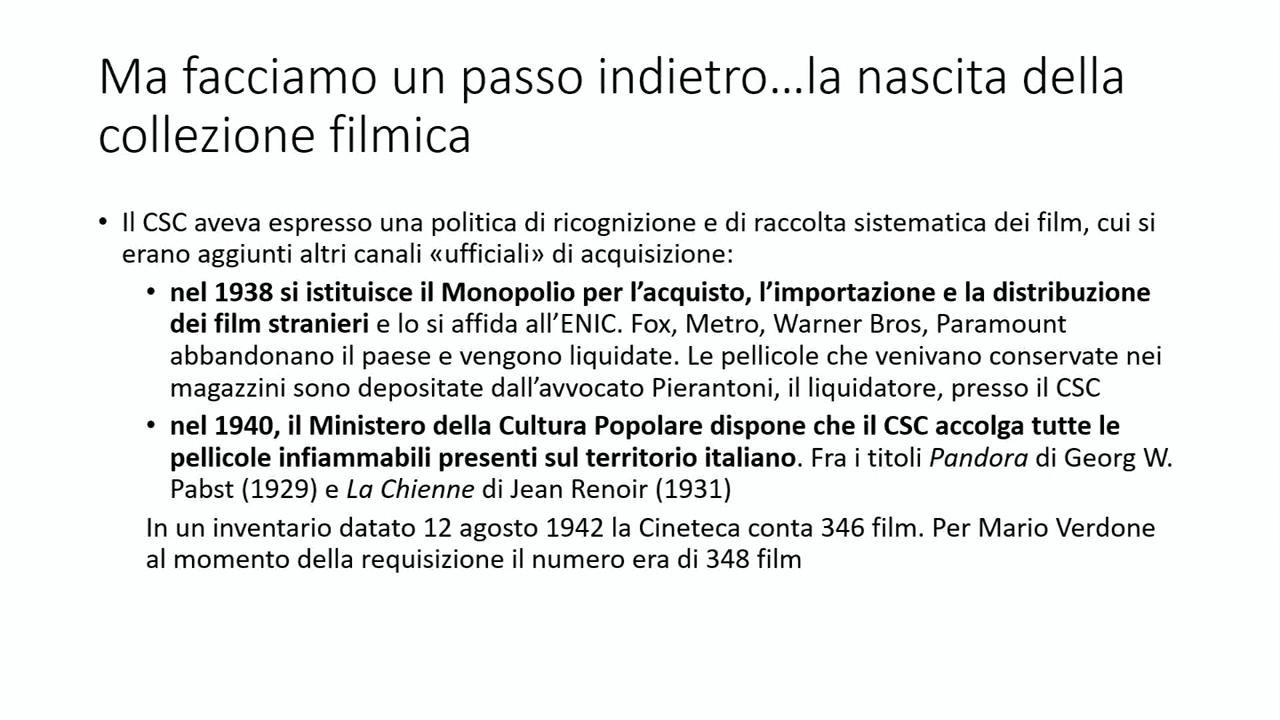 Ma facciamo un passo indietro...la nascita della
collezione filmica
• Il CSC aveva espresso una politica di ricognizione e di raccolta sistematica dei film, cui si
erano aggiunti altri canali «ufficiali» di acquisizione:
• nel 1938 si istituisce il Monopolio per l’acquisto, l’importazione e la distribuzione
dei film stranieri e lo si affida all’ENIC. Fox, Metro, Warner Bros, Paramount
abbandonano il paese e vengono liquidate. Le pellicole che venivano conservate nei
magazzini sono depositate dall’avvocato Pierantoni, il liquidatore, presso il CSC
• nel 1940, il Ministero della Cultura Popolare dispone che il CSC accolga tutte le
pellicole infiammabili presenti sul territorio italiano. Fra i titoli Pandora di Georg W.
Pabst (1929) e La Chienne di Jean Renoir (1931)
In un inventario datato 12 agosto 1942 la Cineteca conta 346 film. Per Mario Verdone
al momento della requisizione il numero era di 348 film